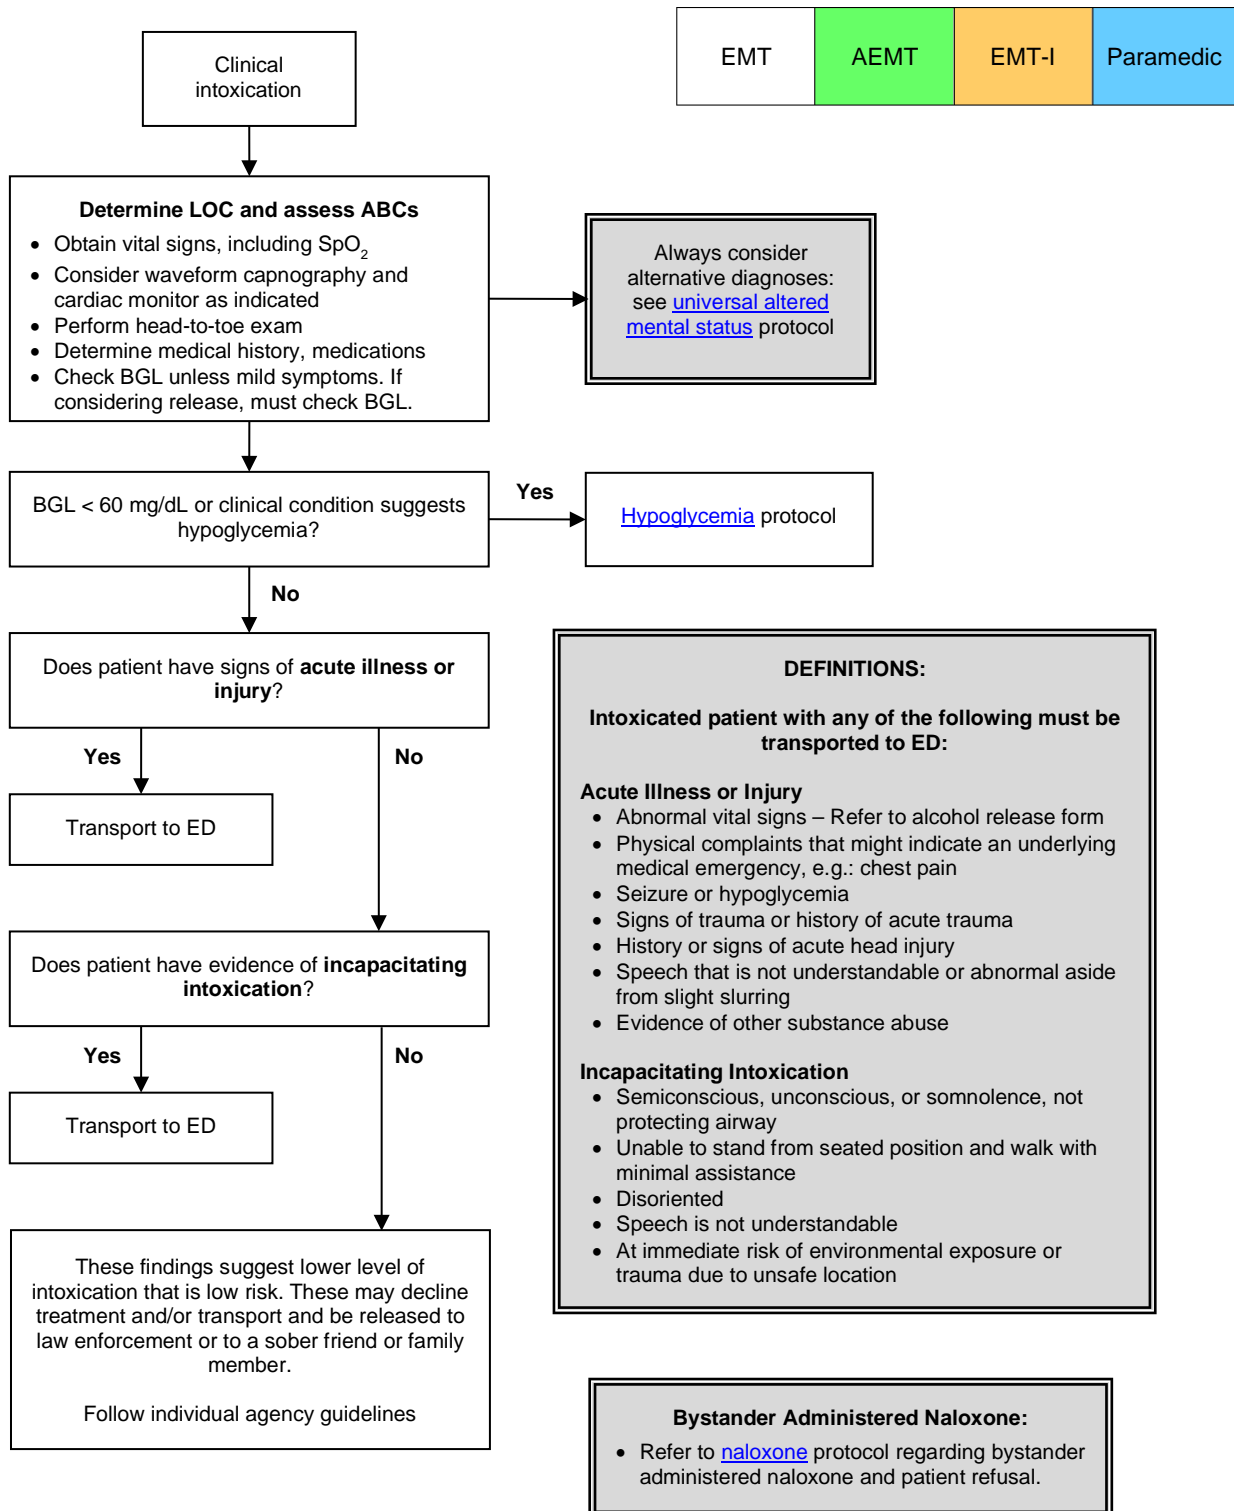 EMT
AEMT
EMT-I
Paramedic
Clinical
intoxication
Determine LOC and assess ABCs
• Obtain vital signs, including SpO2
• Consider waveform capnography and
cardiac monitor as indicated
• Perform head-to-toe exam
• Determine medical history, medications
• Check BGL unless mild symptoms. If
considering release, must check BGL.
Always consider
alternative diagnoses:
see universal altered
mental status protocol
BGL < 60 mg/dL or clinical condition suggests
hypoglycemia?
Yes
Hypoglycemia protocol
No
Does patient have signs of acute illness or
injury?
Yes
No
Transport to ED
Does patient have evidence of incapacitating
intoxication?
Yes
No
Transport to ED
These findings suggest lower level of
intoxication that is low risk. These may decline
treatment and/or transport and be released to
law enforcement or to a sober friend or family
member.
Follow individual agency guidelines
DEFINITIONS:
Intoxicated patient with any of the following must be
transported to ED:
Acute Illness or Injury
• Abnormal vital signs – Refer to alcohol release form
• Physical complaints that might indicate an underlying
medical emergency, e.g.: chest pain
• Seizure or hypoglycemia
• Signs of trauma or history of acute trauma
• History or signs of acute head injury
• Speech that is not understandable or abnormal aside
from slight slurring
• Evidence of other substance abuse
Incapacitating Intoxication
• Semiconscious, unconscious, or somnolence, not
protecting airway
• Unable to stand from seated position and walk with
minimal assistance
• Disoriented
• Speech is not understandable
• At immediate risk of environmental exposure or
trauma due to unsafe location
Bystander Administered Naloxone:
• Refer to naloxone protocol regarding bystander
administered naloxone and patient refusal.